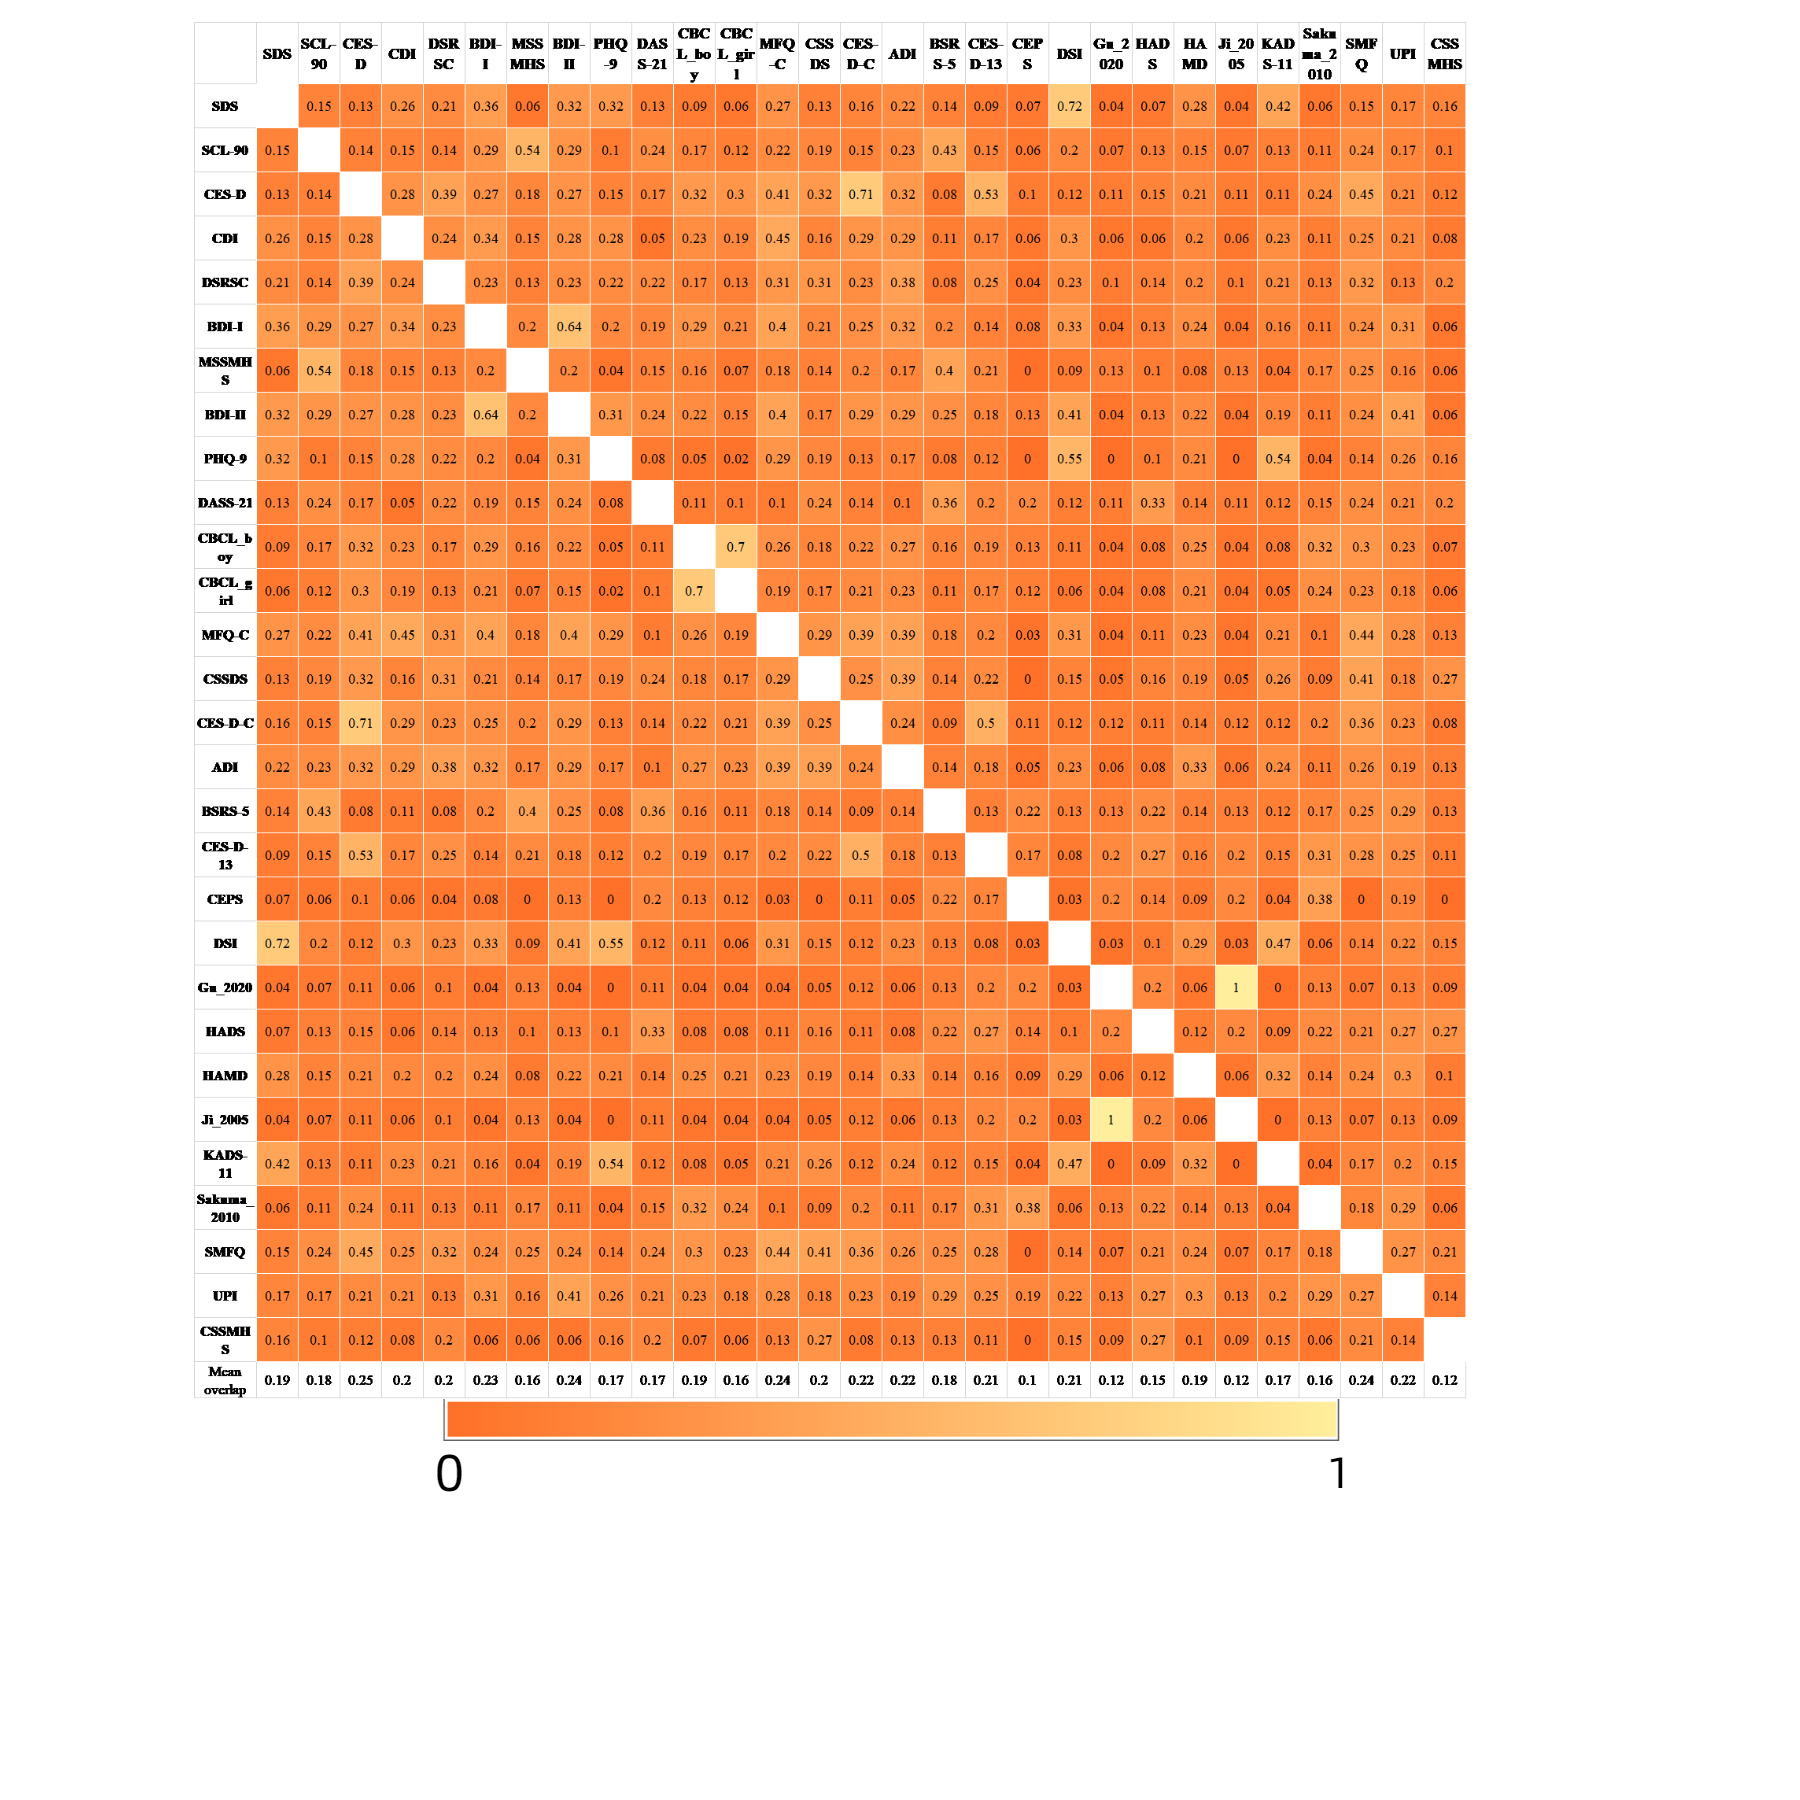 SDS SCL-90 CES-D CDI DSRSC BDI-I MSSMHS BDI-II PHQ-9 DASS-21 CBCL_boy CBCL_girl MFQ-C CSSDS CES-D-C ADI BSRS-5 CES-D-13 CEPS DSI Gu_2020 HADS HAMD Ji_2005 KADS-11 Sakuma_2010 SMFQ UPI CSSMHS
SDS 0.15 0.13 0.26 0.21 0.36 0.06 0.32 0.32 0.13 0.09 0.06 0.27 0.13 0.16 0.22 0.14 0.09 0.07 0.72 0.04 0.07 0.28 0.04 0.42 0.06 0.15 0.17 0.16
SCL-90 0.15 0.14 0.15 0.14 0.29 0.54 0.29 0.1 0.24 0.17 0.12 0.22 0.19 0.15 0.23 0.43 0.15 0.06 0.2 0.07 0.13 0.15 0.07 0.13 0.11 0.24 0.17 0.1
CES-D 0.13 0.14 0.28 0.39 0.27 0.18 0.27 0.15 0.17 0.32 0.3 0.41 0.32 0.71 0.32 0.08 0.53 0.1 0.12 0.11 0.15 0.21 0.11 0.11 0.24 0.45 0.21 0.12
CDI 0.26 0.15 0.28 0.24 0.34 0.15 0.28 0.28 0.05 0.23 0.19 0.45 0.16 0.29 0.29 0.11 0.17 0.06 0.3 0.06 0.06 0.2 0.06 0.23 0.11 0.25 0.21 0.08
DSRSC 0.21 0.14 0.39 0.24 0.23 0.13 0.23 0.22 0.22 0.17 0.13 0.31 0.31 0.23 0.38 0.08 0.25 0.04 0.23 0.1 0.14 0.2 0.1 0.21 0.13 0.32 0.13 0.2
BDI-I 0.36 0.29 0.27 0.34 0.23 0.2 0.64 0.2 0.19 0.29 0.21 0.4 0.21 0.25 0.32 0.2 0.14 0.08 0.33 0.04 0.13 0.24 0.04 0.16 0.11 0.24 0.31 0.06
MSSMHS 0.06 0.54 0.18 0.15 0.13 0.2 0.2 0.04 0.15 0.16 0.07 0.18 0.14 0.2 0.17 0.4 0.21 0 0.09 0.13 0.1 0.08 0.13 0.04 0.17 0.25 0.16 0.06
BDI-II 0.32 0.29 0.27 0.28 0.23 0.64 0.2 0.31 0.24 0.22 0.15 0.4 0.17 0.29 0.29 0.25 0.18 0.13 0.41 0.04 0.13 0.22 0.04 0.19 0.11 0.24 0.41 0.06
PHQ-9 0.32 0.1 0.15 0.28 0.22 0.2 0.04 0.31 0.08 0.05 0.02 0.29 0.19 0.13 0.17 0.08 0.12 0 0.55 0 0.1 0.21 0 0.54 0.04 0.14 0.26 0.16
DASS-21 0.13 0.24 0.17 0.05 0.22 0.19 0.15 0.24 0.08 0.11 0.1 0.1 0.24 0.14 0.1 0.36 0.2 0.2 0.12 0.11 0.33 0.14 0.11 0.12 0.15 0.24 0.21 0.2
CBCL_boy 0.09 0.17 0.32 0.23 0.17 0.29 0.16 0.22 0.05 0.11 0.7 0.26 0.18 0.22 0.27 0.16 0.19 0.13 0.11 0.04 0.08 0.25 0.04 0.08 0.32 0.3 0.23 0.07
CBCL_girl 0.06 0.12 0.3 0.19 0.13 0.21 0.07 0.15 0.02 0.1 0.7 0.19 0.17 0.21 0.23 0.11 0.17 0.12 0.06 0.04 0.08 0.21 0.04 0.05 0.24 0.23 0.18 0.06
MFQ-C 0.27 0.22 0.41 0.45 0.31 0.4 0.18 0.4 0.29 0.1 0.26 0.19 0.29 0.39 0.39 0.18 0.2 0.03 0.31 0.04 0.11 0.23 0.04 0.21 0.1 0.44 0.28 0.13
CSSDS 0.13 0.19 0.32 0.16 0.31 0.21 0.14 0.17 0.19 0.24 0.18 0.17 0.29 0.25 0.39 0.14 0.22 0 0.15 0.05 0.16 0.19 0.05 0.26 0.09 0.41 0.18 0.27
CES-D-C 0.16 0.15 0.71 0.29 0.23 0.25 0.2 0.29 0.13 0.14 0.22 0.21 0.39 0.25 0.24 0.09 0.5 0.11 0.12 0.12 0.11 0.14 0.12 0.12 0.2 0.36 0.23 0.08
ADI 0.22 0.23 0.32 0.29 0.38 0.32 0.17 0.29 0.17 0.1 0.27 0.23 0.39 0.39 0.24 0.14 0.18 0.05 0.23 0.06 0.08 0.33 0.06 0.24 0.11 0.26 0.19 0.13
BSRS-5 0.14 0.43 0.08 0.11 0.08 0.2 0.4 0.25 0.08 0.36 0.16 0.11 0.18 0.14 0.09 0.14 0.13 0.22 0.13 0.13 0.22 0.14 0.13 0.12 0.17 0.25 0.29 0.13
CES-D-13 0.09 0.15 0.53 0.17 0.25 0.14 0.21 0.18 0.12 0.2 0.19 0.17 0.2 0.22 0.5 0.18 0.13 0.17 0.08 0.2 0.27 0.16 0.2 0.15 0.31 0.28 0.25 0.11
CEPS 0.07 0.06 0.1 0.06 0.04 0.08 0 0.13 0 0.2 0.13 0.12 0.03 0 0.11 0.05 0.22 0.17 0.03 0.2 0.14 0.09 0.2 0.04 0.38 0 0.19 0
DSI 0.72 0.2 0.12 0.3 0.23 0.33 0.09 0.41 0.55 0.12 0.11 0.06 0.31 0.15 0.12 0.23 0.13 0.08 0.03 0.03 0.1 0.29 0.03 0.47 0.06 0.14 0.22 0.15
Gu_2020 0.04 0.07 0.11 0.06 0.1 0.04 0.13 0.04 0 0.11 0.04 0.04 0.04 0.05 0.12 0.06 0.13 0.2 0.2 0.03 0.2 0.06 1 0 0.13 0.07 0.13 0.09
HADS 0.07 0.13 0.15 0.06 0.14 0.13 0.1 0.13 0.1 0.33 0.08 0.08 0.11 0.16 0.11 0.08 0.22 0.27 0.14 0.1 0.2 0.12 0.2 0.09 0.22 0.21 0.27 0.27
HAMD 0.28 0.15 0.21 0.2 0.2 0.24 0.08 0.22 0.21 0.14 0.25 0.21 0.23 0.19 0.14 0.33 0.14 0.16 0.09 0.29 0.06 0.12 0.06 0.32 0.14 0.24 0.3 0.1
Ji_2005 0.04 0.07 0.11 0.06 0.1 0.04 0.13 0.04 0 0.11 0.04 0.04 0.04 0.05 0.12 0.06 0.13 0.2 0.2 0.03 1 0.2 0.06 0 0.13 0.07 0.13 0.09
KADS-11 0.42 0.13 0.11 0.23 0.21 0.16 0.04 0.19 0.54 0.12 0.08 0.05 0.21 0.26 0.12 0.24 0.12 0.15 0.04 0.47 0 0.09 0.32 0 0.04 0.17 0.2 0.15
Sakuma_2010 0.06 0.11 0.24 0.11 0.13 0.11 0.17 0.11 0.04 0.15 0.32 0.24 0.1 0.09 0.2 0.11 0.17 0.31 0.38 0.06 0.13 0.22 0.14 0.13 0.04 0.18 0.29 0.06
SMFQ 0.15 0.24 0.45 0.25 0.32 0.24 0.25 0.24 0.14 0.24 0.3 0.23 0.44 0.41 0.36 0.26 0.25 0.28 0 0.14 0.07 0.21 0.24 0.07 0.17 0.18 0.27 0.21
UPI 0.17 0.17 0.21 0.21 0.13 0.31 0.16 0.41 0.26 0.21 0.23 0.18 0.28 0.18 0.23 0.19 0.29 0.25 0.19 0.22 0.13 0.27 0.3 0.13 0.2 0.29 0.27 0.14
CSSMHS 0.16 0.1 0.12 0.08 0.2 0.06 0.06 0.06 0.16 0.2 0.07 0.06 0.13 0.27 0.08 0.13 0.13 0.11 0 0.15 0.09 0.27 0.1 0.09 0.15 0.06 0.21 0.14
Mean overlap 0.19 0.18 0.25 0.2 0.2 0.23 0.16 0.24 0.17 0.17 0.19 0.16 0.24 0.2 0.22 0.22 0.18 0.21 0.1 0.21 0.12 0.15 0.19 0.12 0.17 0.16 0.24 0.22 0.12
0 1